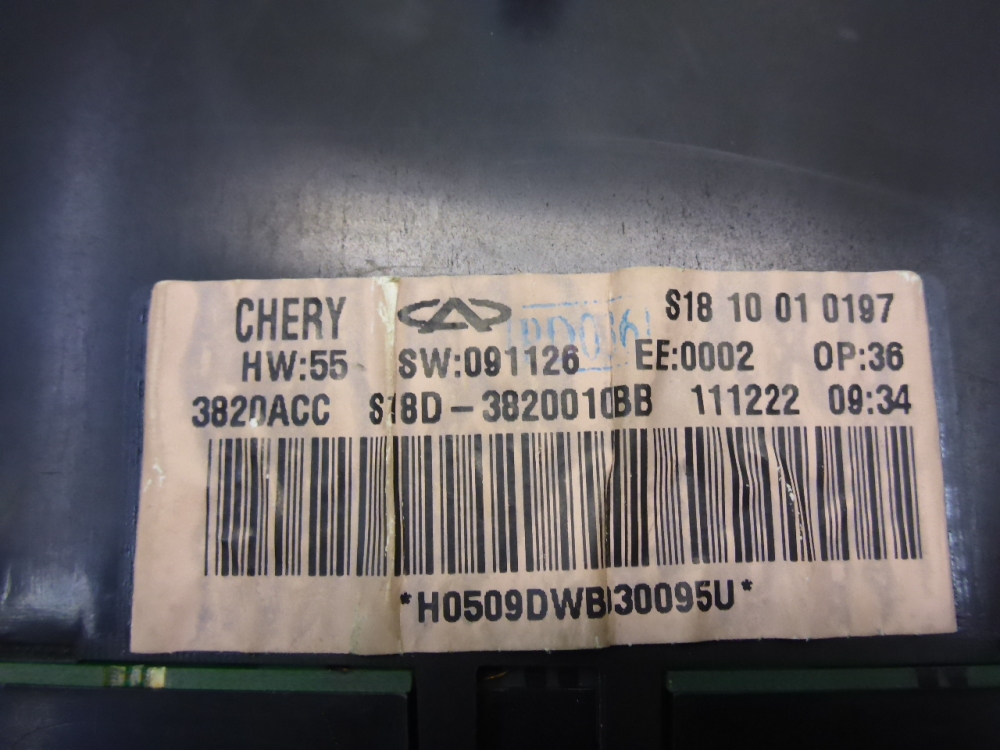 CHERY S18 10 01 0197
HW:55 SW:091126 EE:0002 OP:36
3820ACC S18D-3820010BB 111222 09:34
*H0509DWB030095U*